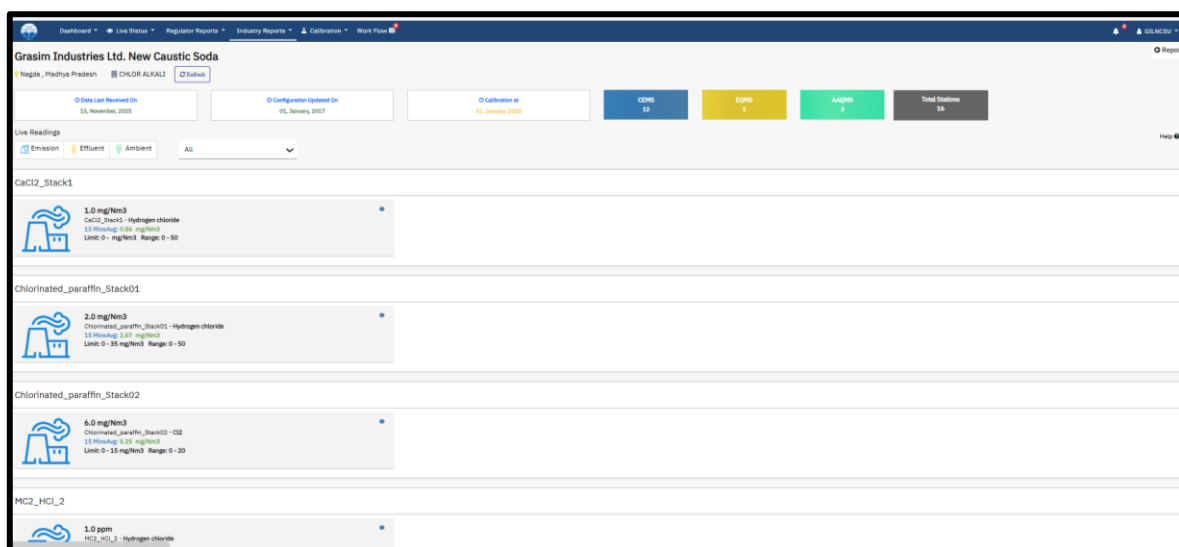 Dashboard Live Status Regulator Reports Industry Reports Calibration Work Flow
GILNCSU
Grasim Industries Ltd. New Caustic Soda
Repor
Nagda , Madhya Pradesh CHLOR ALKALI Refresh
Data Last Received On
15, November, 2025
Configuration Updated On
01, January, 2017
Calibration at
01, January,
CEMS
12
EQMS
1
AAQMS
3
Total Stations
16
Live Readings
Help
Emission Effluent Ambient All
CaCl2_Stack1
1.0 mg/Nm3
CaCl2_Stack1 - Hydrogen chloride
15 MinsAvg: 0.86 mg/Nm3
Limit: 0 - mg/Nm3 Range: 0 - 50
Chlorinated_paraffin_Stack01
2.0 mg/Nm3
Chlorinated_paraffin_Stack01 - Hydrogen chloride
15 MinsAvg: 2.67 mg/Nm3
Limit: 0 - 35 mg/Nm3 Range: 0 - 50
Chlorinated_paraffin_Stack02
6.0 mg/Nm3
Chlorinated_paraffin_Stack02 - Cl2
15 MinsAvg: 5.25 mg/Nm3
Limit: 0 - 15 mg/Nm3 Range: 0 - 20
MC2_HCl_2
1.0 ppm
MC2_HCl_2 - Hydrogen chloride